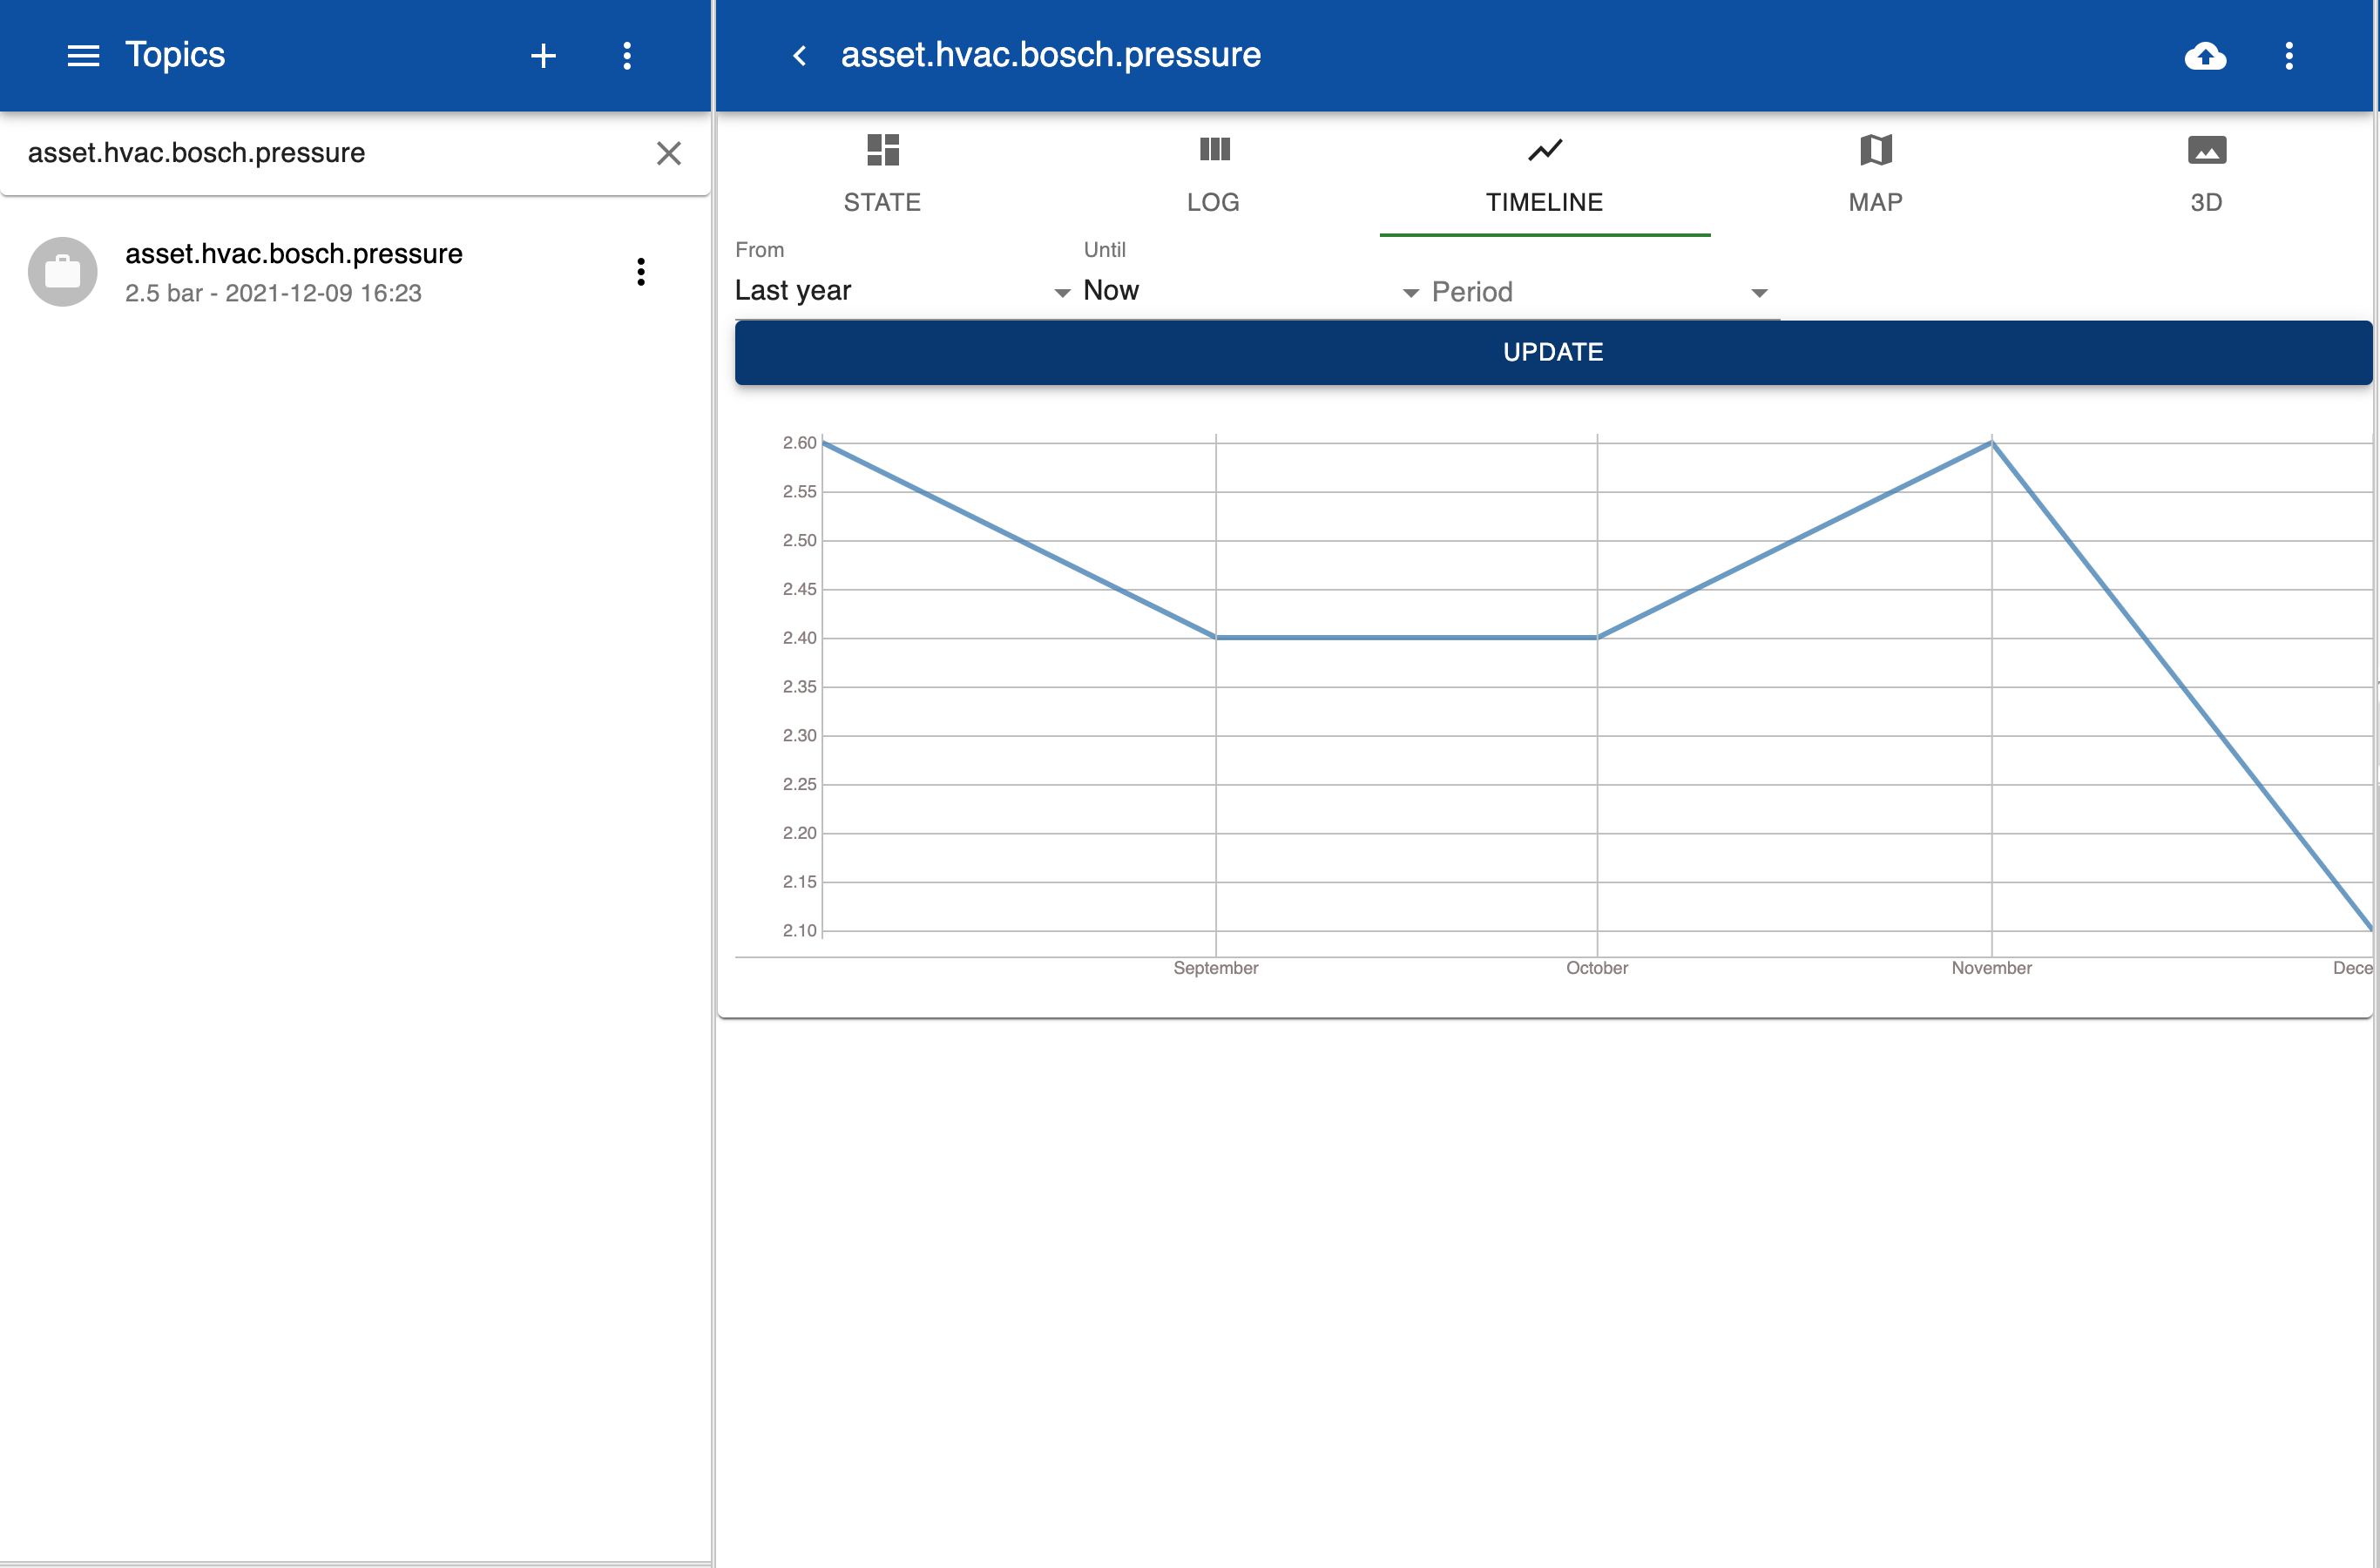 Topics
asset.hvac.bosch.pressure
asset.hvac.bosch.pressure
2.5 bar - 2021-12-09 16:23
asset.hvac.bosch.pressure
STATE
LOG
TIMELINE
MAP
3D
From
Last year
Until
Now
Period
UPDATE
2.60
2.55
2.50
2.45
2.40
2.35
2.30
2.25
2.20
2.15
2.10
September
October
November
Dece